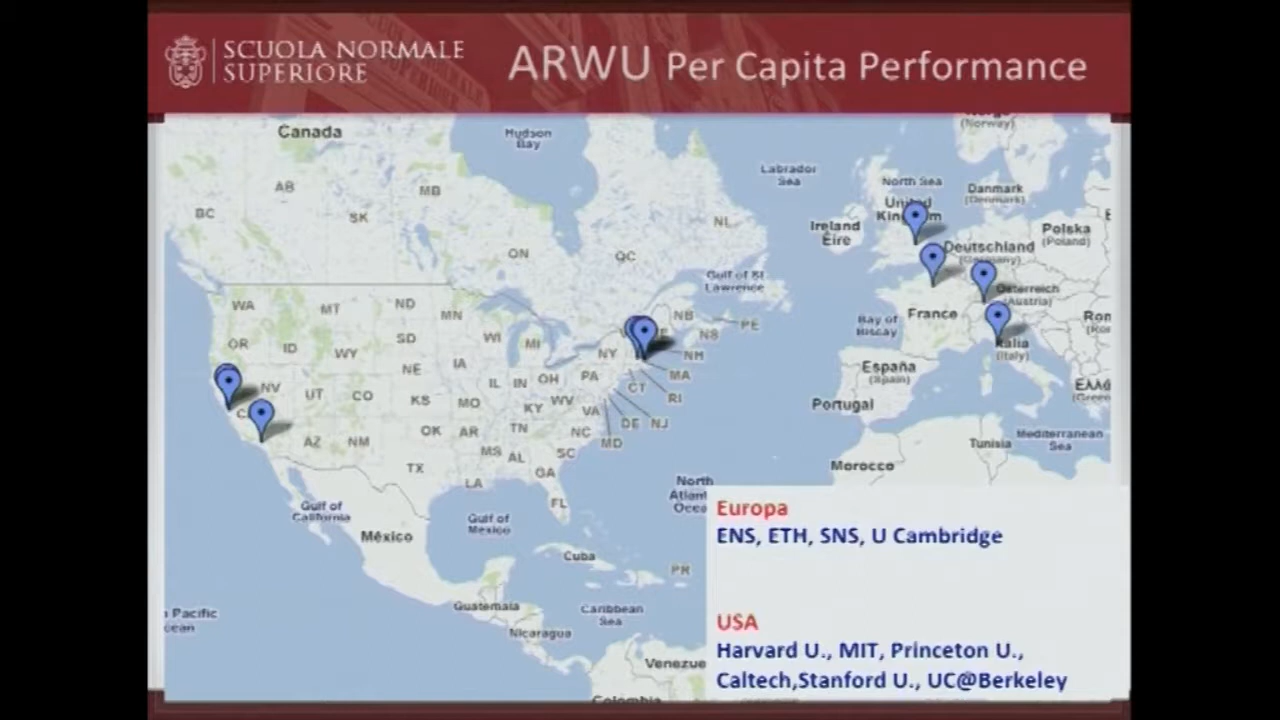 SCUOLA NORMALE
SUPERIORE
ARWU Per Capita Performance
Canada
Hudson
Bay
Labrador
Sea
(Norway)
North Sea
Danmark
(Denmark)
AB
MB
BC
SK
NL
United
Kingdom
Ireland
Éire
Polska
(Poland)
ON
QC
Deutschland
(Germany)
Gulf of St
Lawrence
Österreich
(Austria)
WA
MT
ND
MN
NB
PE
NS
Bay of
Biscay
France
OR
ID
SD
WI
MI
WY
NY
NH
Italia
(Italy)
NE
IA
MA
España
(Spain)
NV
UT
CO
IL
IN
OH
PA
CT
RI
KS
MO
KY
WV
VA
DE
NJ
MD
Portugal
AZ
NM
OK
AR
TN
NC
Tunisia
Mediterranean
Sea
MS
AL
SC
TX
GA
LA
Morocco
FL
North
Gulf of
California
Gulf of
Mexico
México
Cuba
PR
Guatemala
Caribbean
Sea
Nicaragua
Pacific
Europa
ENS, ETH, SNS, U Cambridge
USA
Harvard U., MIT, Princeton U.,
Caltech,Stanford U., UC@Berkeley